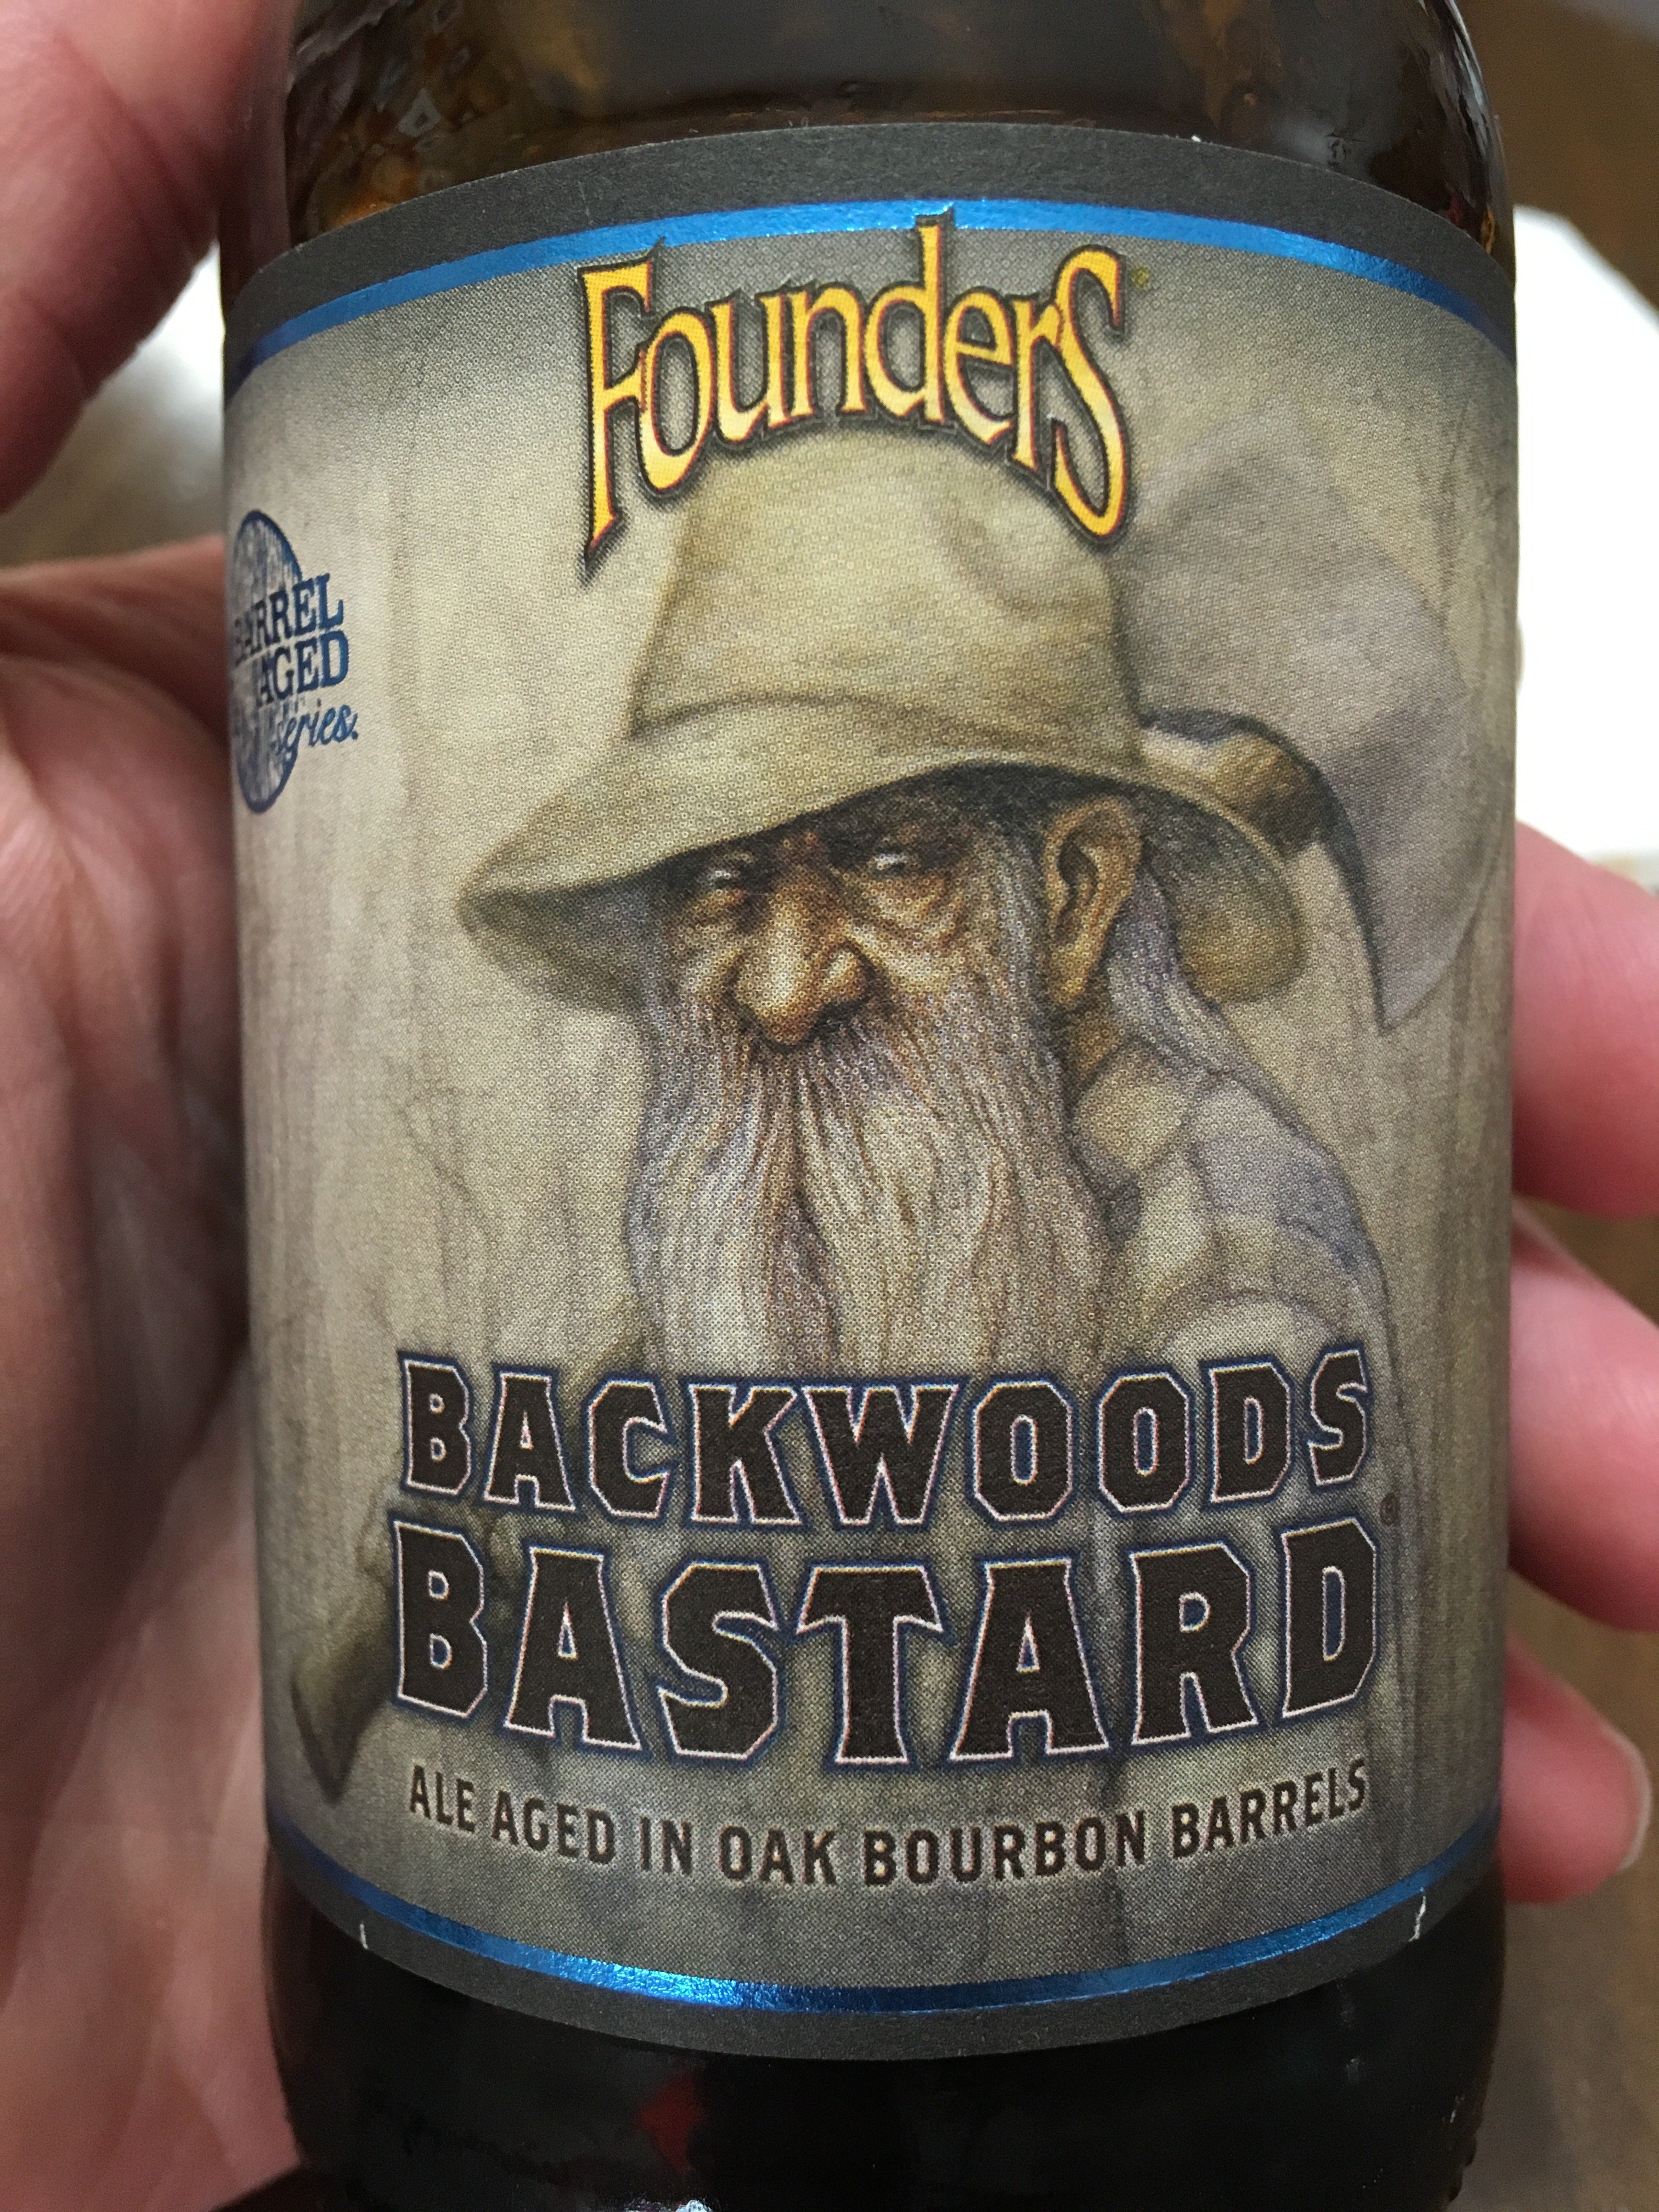 Founders
BARREL
AGED
Series.
BACKWOODS
BASTARD®
ALE AGED IN OAK BOURBON BARRELS